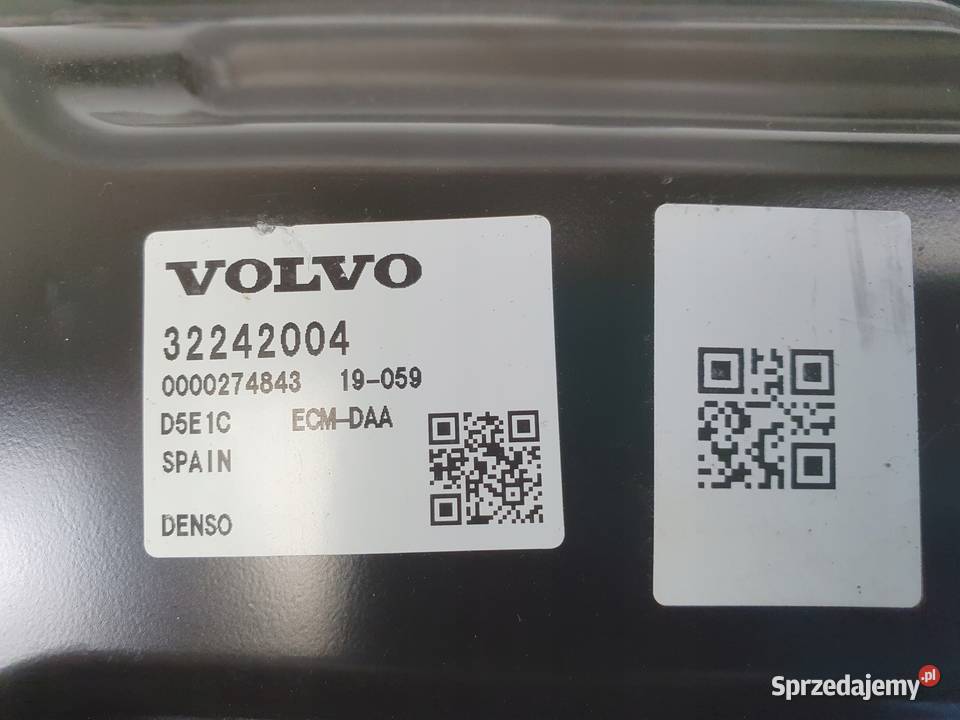 VOLVO
32242004
0000274843 19-059
D5E1C ECM-DAA
SPAIN
DENSO
Sprzedajemy.pl